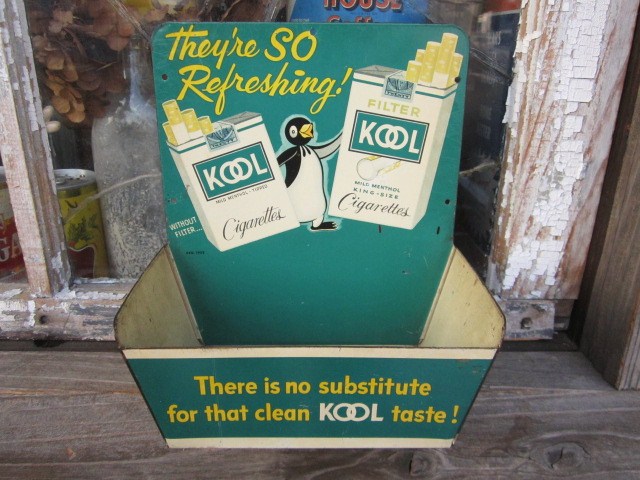 They're SO
Refreshing!
FILTER
KOOL
MILD MENTHOL
KING-SIZE
Cigarettes
KOOL
MILD MENTHOL
Cigarettes
WITHOUT
FILTER...
There is no substitute
for that clean KOOL taste!
HOUSE